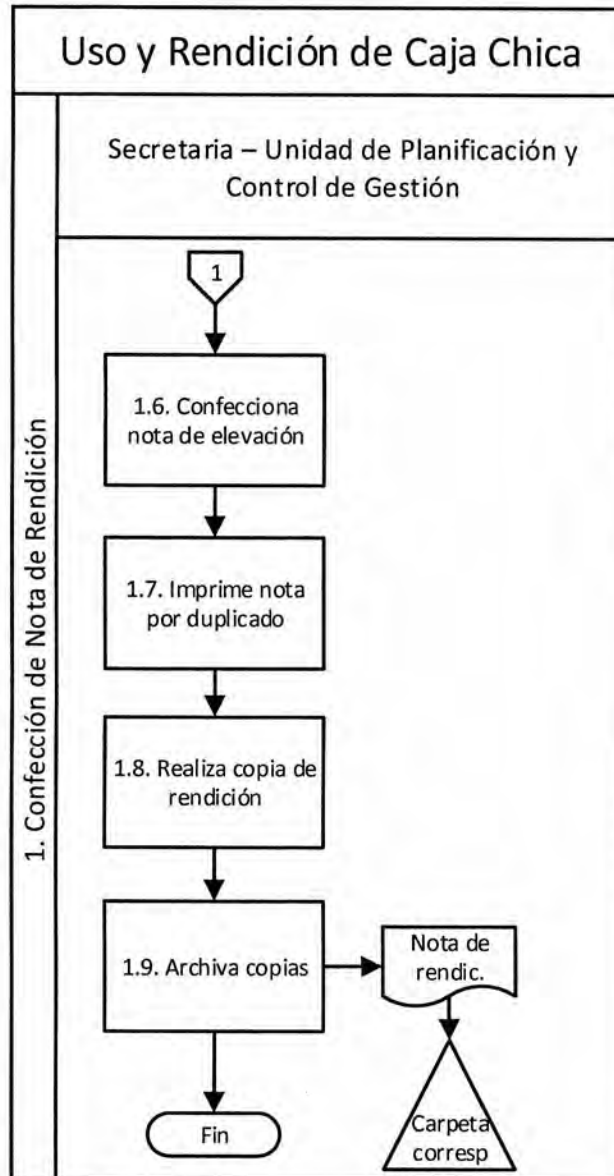 Uso y Rendición de Caja Chica
Secretaria – Unidad de Planificación y
Control de Gestión
1. Confección de Nota de Rendición
1
1.6. Confecciona
nota de elevación
1.7. Imprime nota
por duplicado
1.8. Realiza copia de
rendición
1.9. Archiva copias
Nota de
rendic.
Fin
Carpeta
corresp